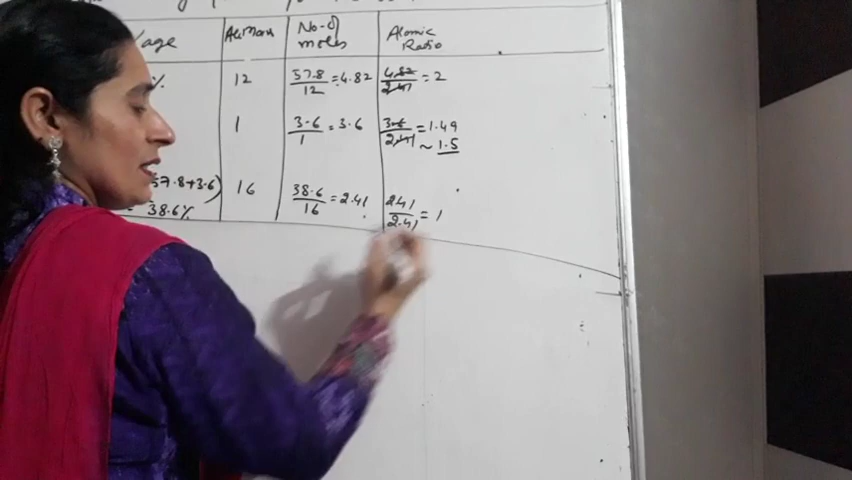 %age At.Mass No. of moles Atomic Ratio
% 12 57.8/12 = 4.82 4.82/2.41 = 2
1 3.6/1 = 3.6 3.6/2.41 = 1.49
~ 1.5
57.8+3.6) 16 38.6/16 = 2.41 2.41/2.41 = 1
= 38.6%